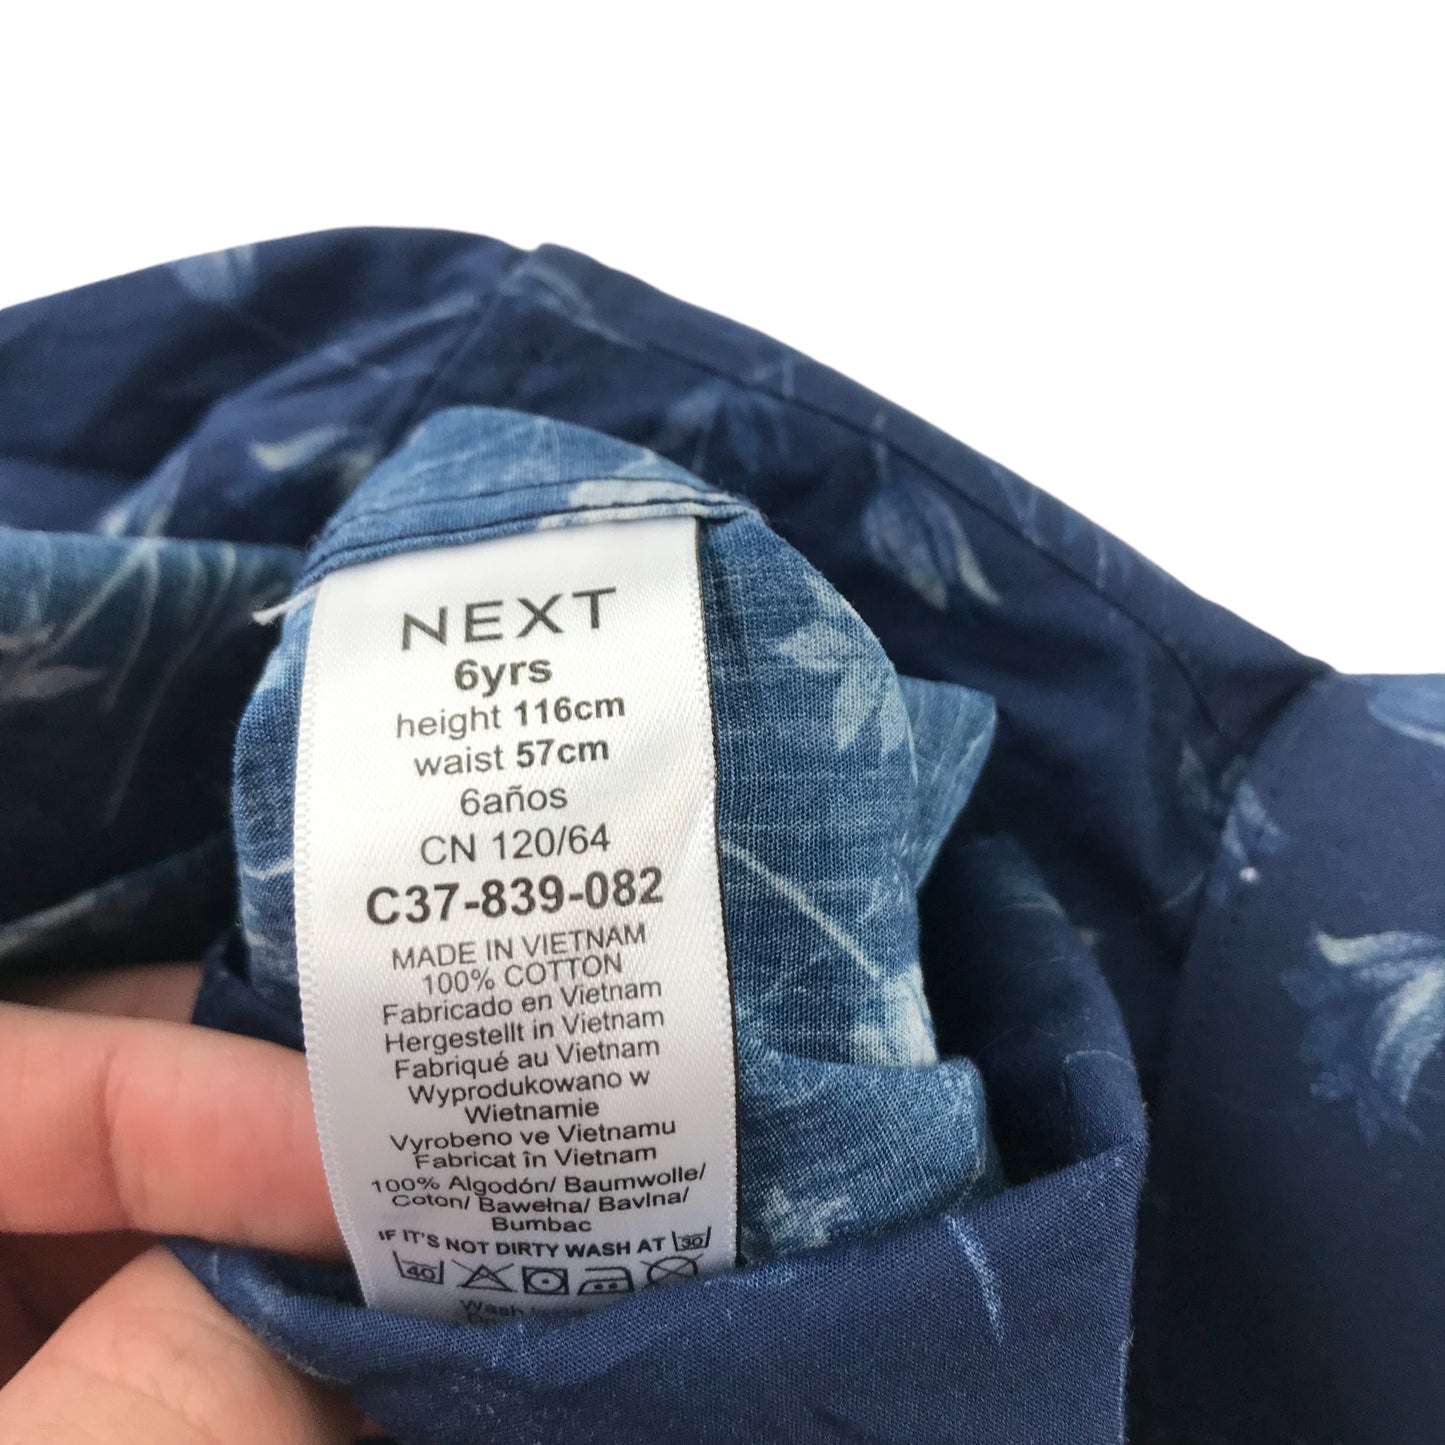 NEXT
6yrs
height 116cm
waist 57cm
6años
CN 120/64
C37-839-082
MADE IN VIETNAM
100% COTTON
Fabricado en Vietnam
Hergestellt in Vietnam
Fabriqué au Vietnam
Wyprodukowano w
Wietnamie
Vyrobeno ve Vietnamu
Fabricat în Vietnam
100% Algodón/ Baumwolle/
Coton/ Bawełna/ Bavlna/
Bumbac
IF IT'S NOT DIRTY WASH AT 30
40
Wash